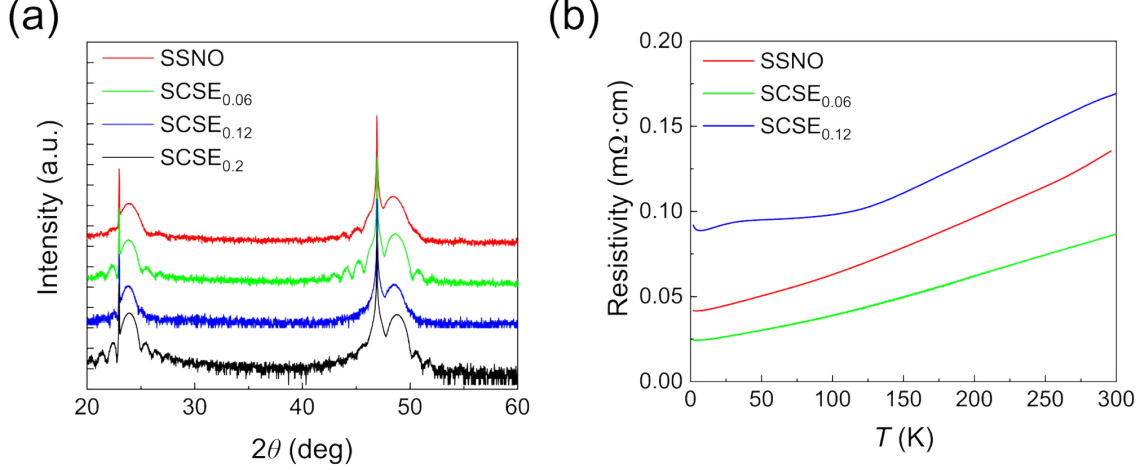 (a)
SSNO
SCSE0.06
SCSE0.12
SCSE0.2
Intensity (a.u.)
20 30 40 50 60
2θ (deg)
(b)
0.20
0.15
0.10
0.05
0.00
SSNO
SCSE0.06
SCSE0.12
Resistivity (mΩ·cm)
0 50 100 150 200 250 300
T (K)